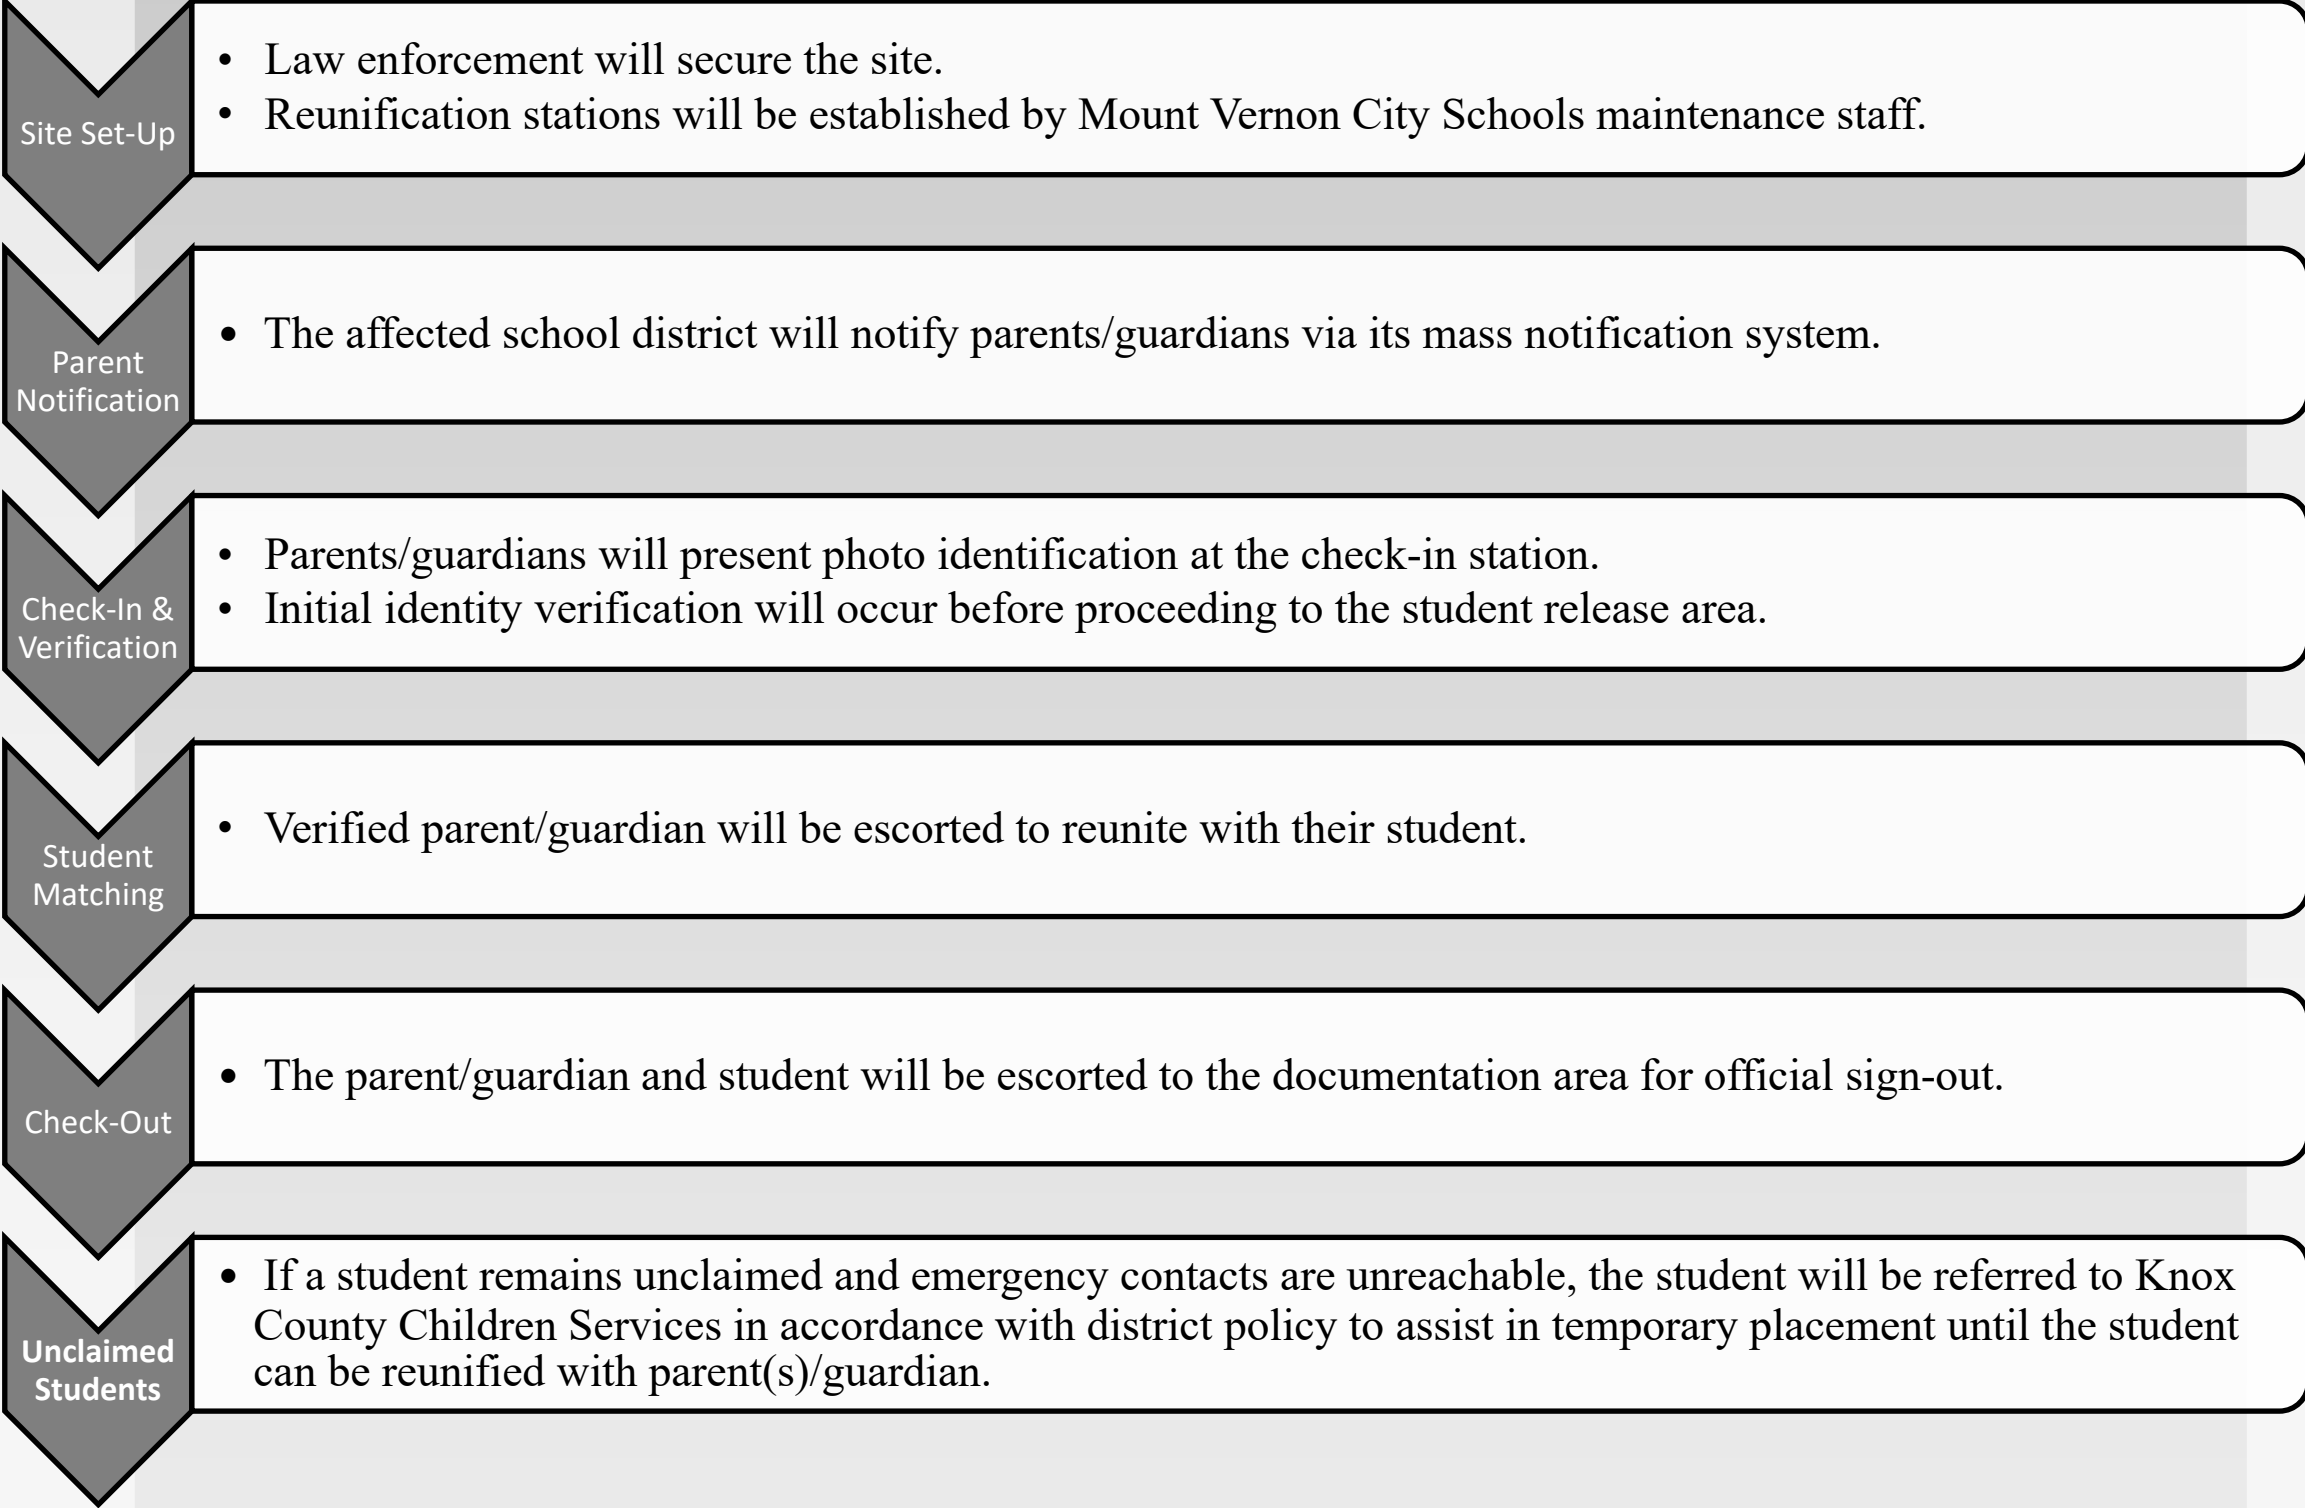 Site Set-Up
• Law enforcement will secure the site.
• Reunification stations will be established by Mount Vernon City Schools maintenance staff.
Parent
Notification
• The affected school district will notify parents/guardians via its mass notification system.
Check-In &
Verification
• Parents/guardians will present photo identification at the check-in station.
• Initial identity verification will occur before proceeding to the student release area.
Student
Matching
• Verified parent/guardian will be escorted to reunite with their student.
Check-Out
• The parent/guardian and student will be escorted to the documentation area for official sign-out.
Unclaimed
Students
• If a student remains unclaimed and emergency contacts are unreachable, the student will be referred to Knox
County Children Services in accordance with district policy to assist in temporary placement until the student
can be reunified with parent(s)/guardian.